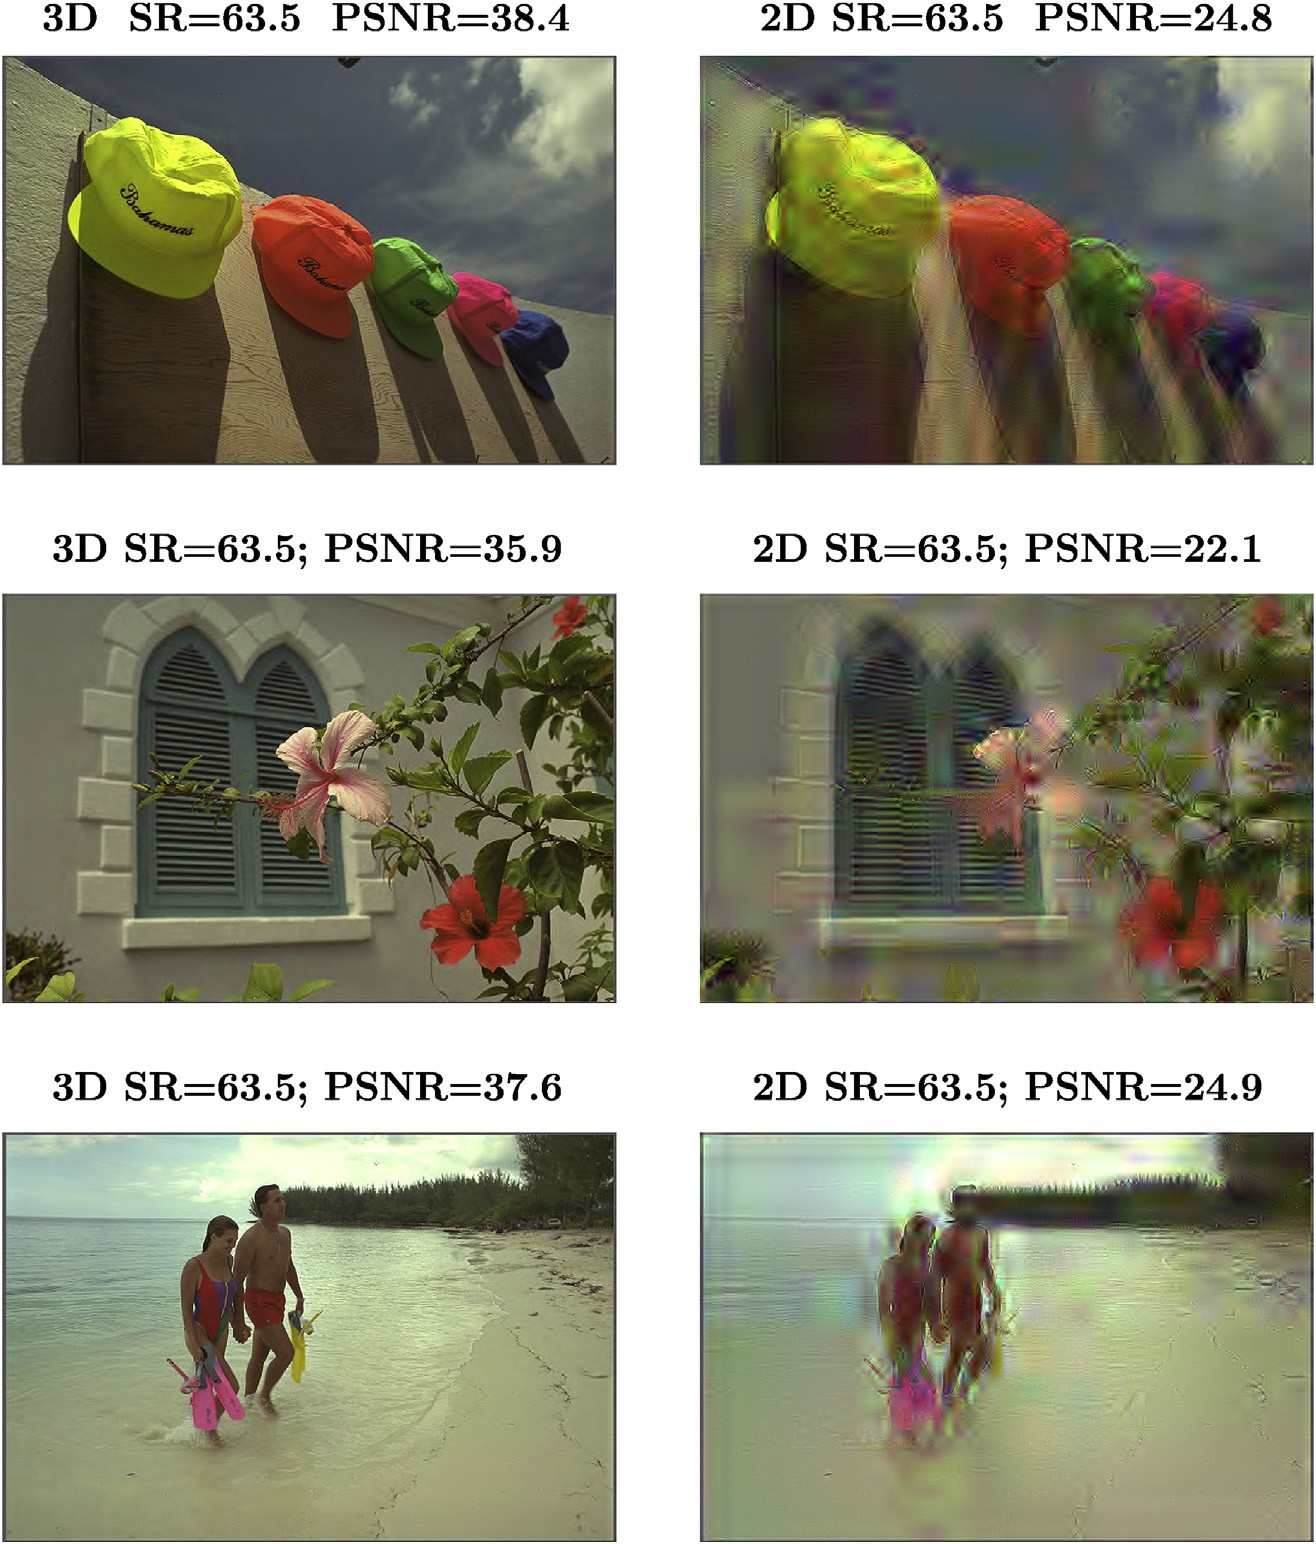 3D SR=63.5 PSNR=38.4
2D SR=63.5 PSNR=24.8
Bahamas
Bahamas
3D SR=63.5; PSNR=35.9
2D SR=63.5; PSNR=22.1
3D SR=63.5; PSNR=37.6
2D SR=63.5; PSNR=24.9